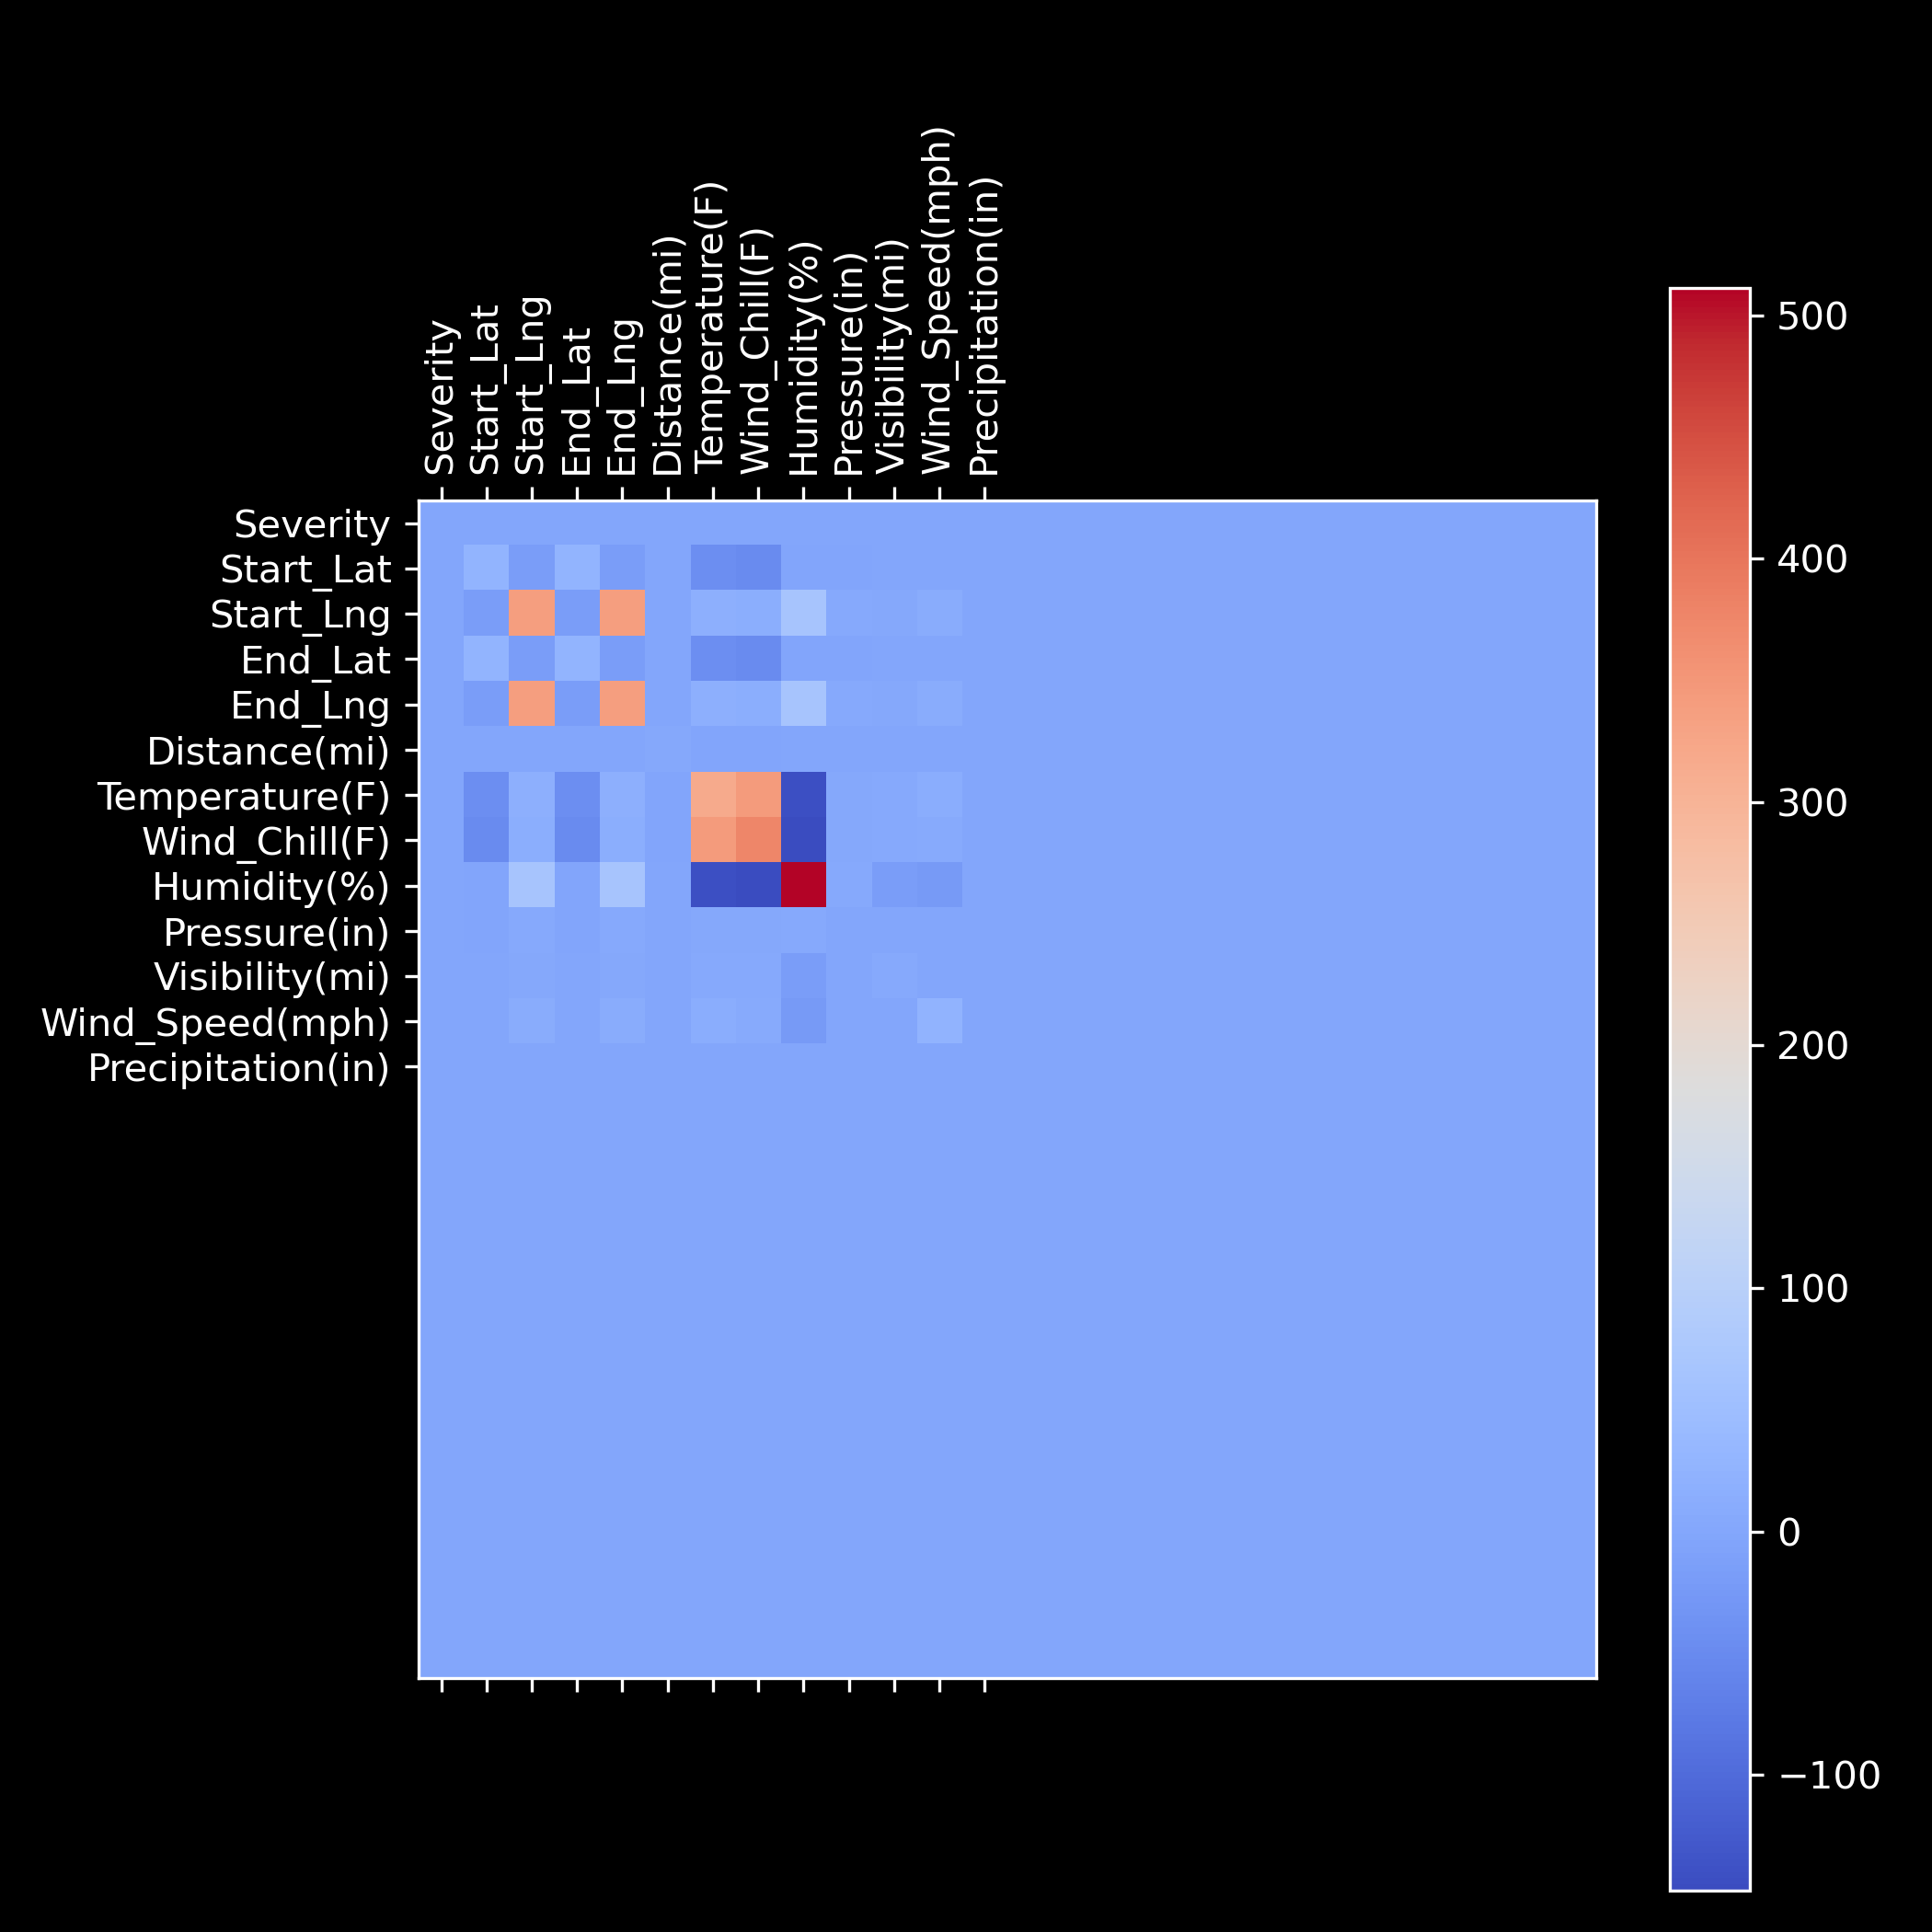 Severity
Start_Lat
Start_Lng
End_Lat
End_Lng
Distance(mi)
Temperature(F)
Wind_Chill(F)
Humidity(%)
Pressure(in)
Visibility(mi)
Wind_Speed(mph)
Precipitation(in)
Severity
Start_Lat
Start_Lng
End_Lat
End_Lng
Distance(mi)
Temperature(F)
Wind_Chill(F)
Humidity(%)
Pressure(in)
Visibility(mi)
Wind_Speed(mph)
Precipitation(in)
500
400
300
200
100
0
−100